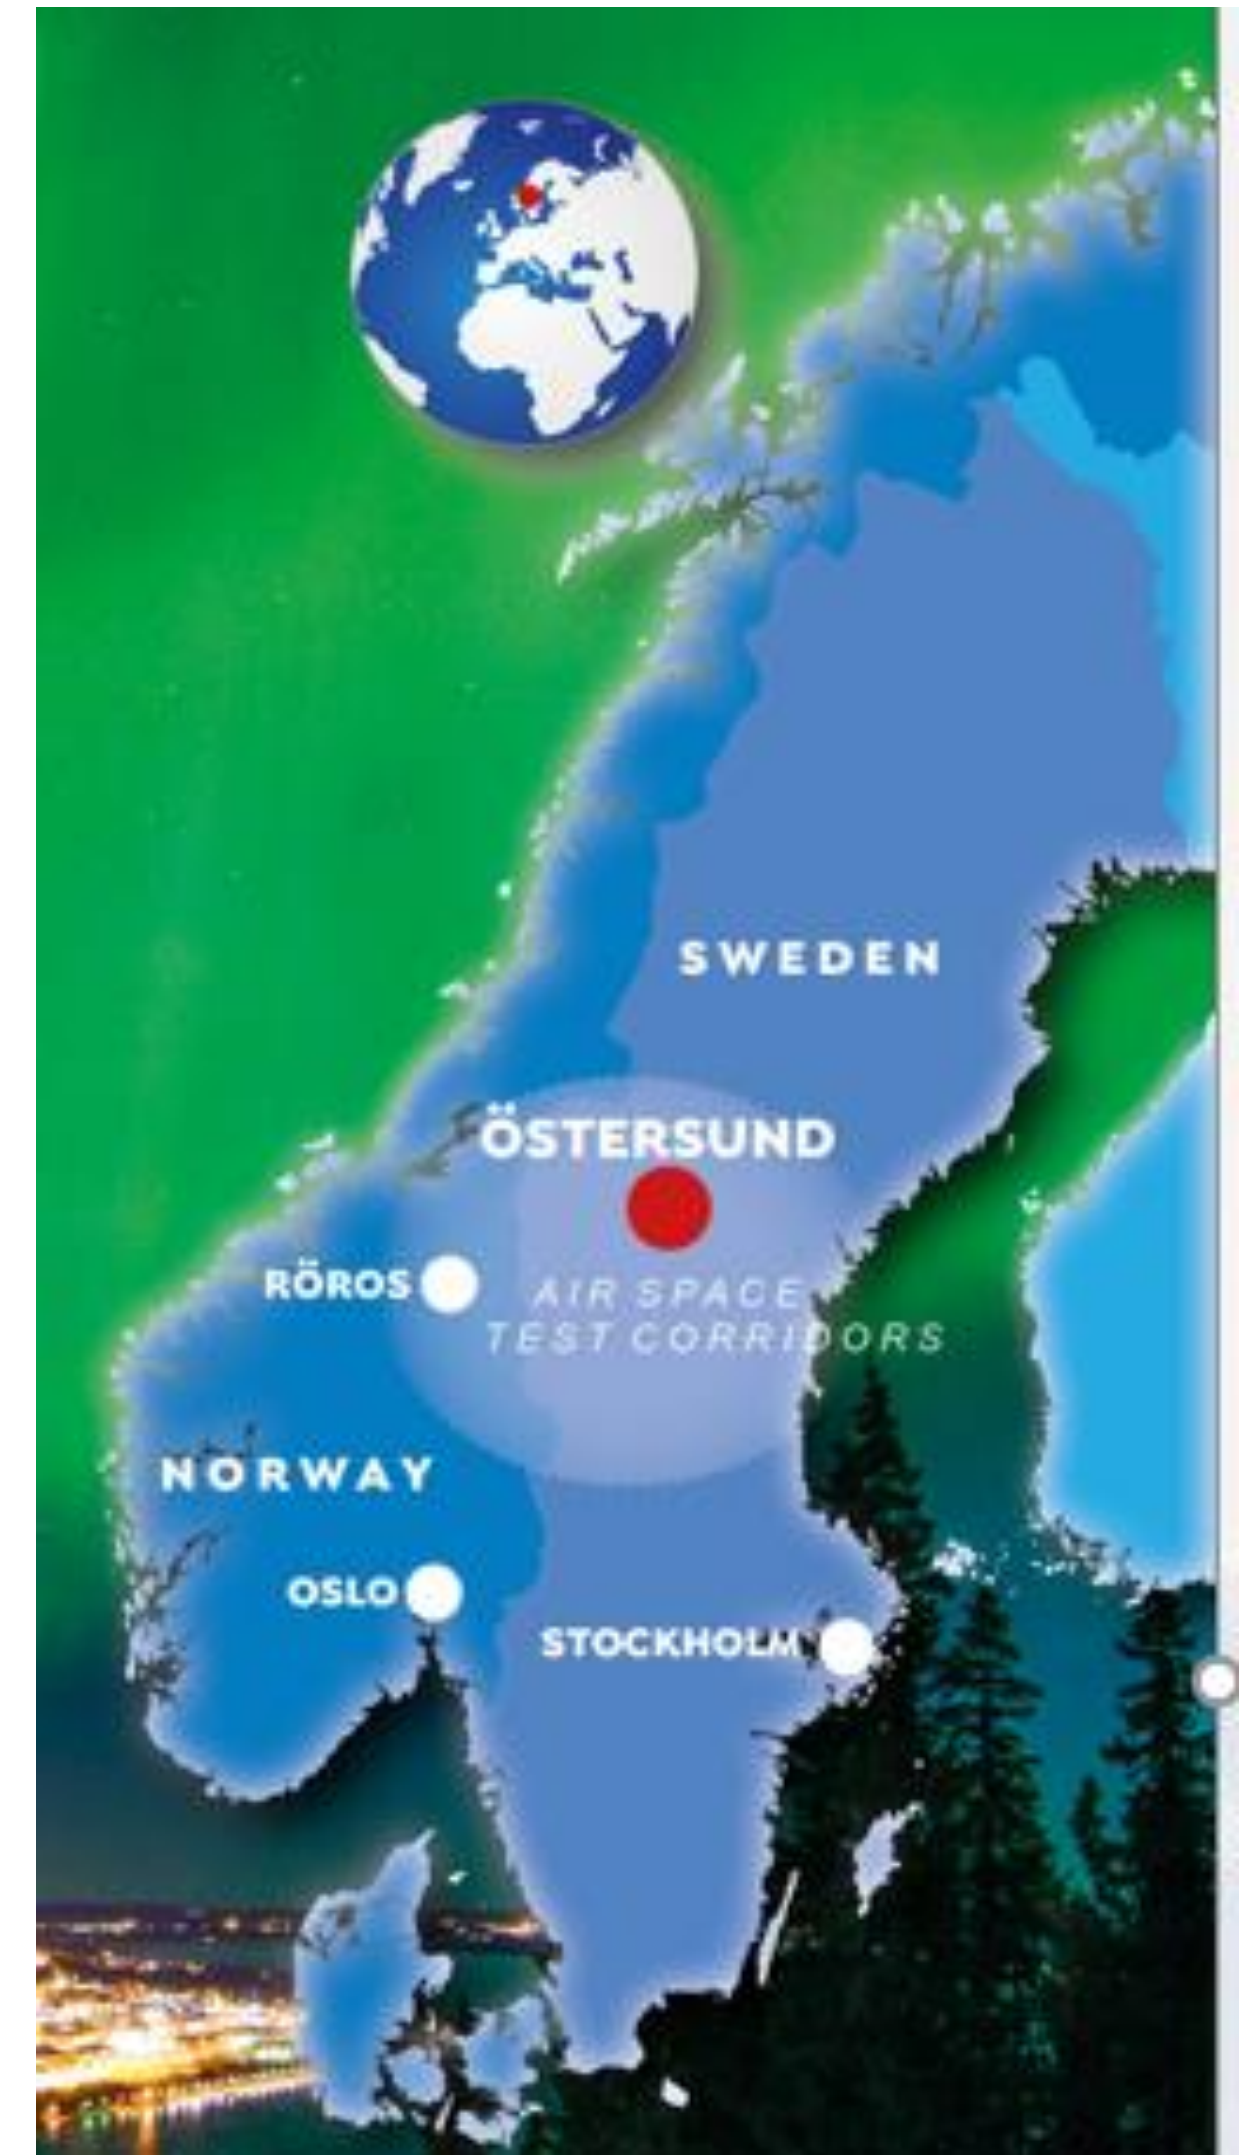 SWEDEN
ÖSTERSUND
RÖROS
AIR SPACE
TEST CORRIDORS
NORWAY
OSLO
STOCKHOLM